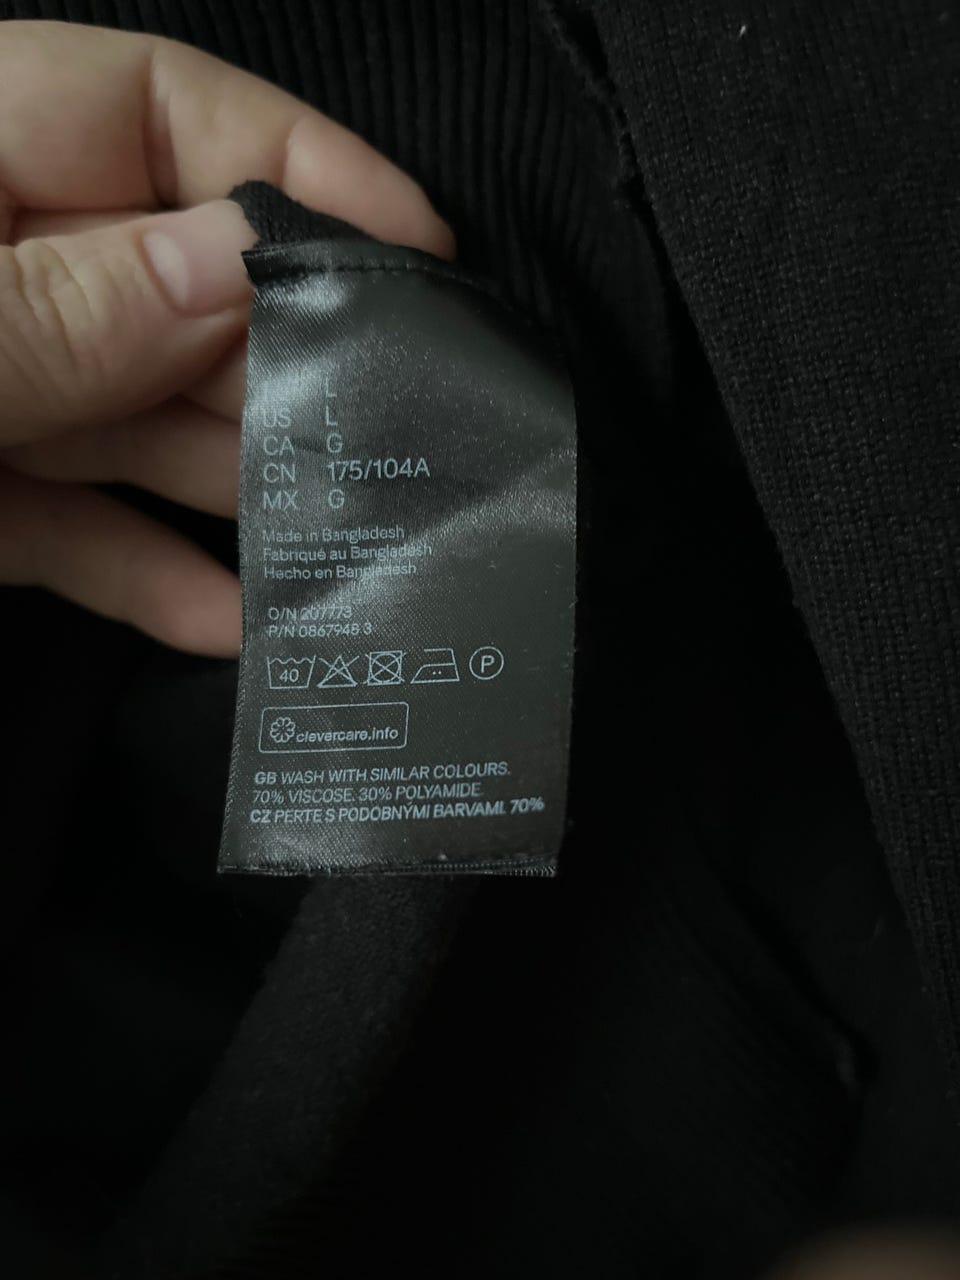 L
US L
CA G
CN 175/104A
MX G
Made in Bangladesh
Fabriqué au Bangladesh
Hecho en Bangladesh
O/N 207773
P/N 0867948 3
40
P
clevercare.info
GB WASH WITH SIMILAR COLOURS.
70% VISCOSE. 30% POLYAMIDE.
CZ PERTE S PODOBNÝMI BARVAMI. 70%